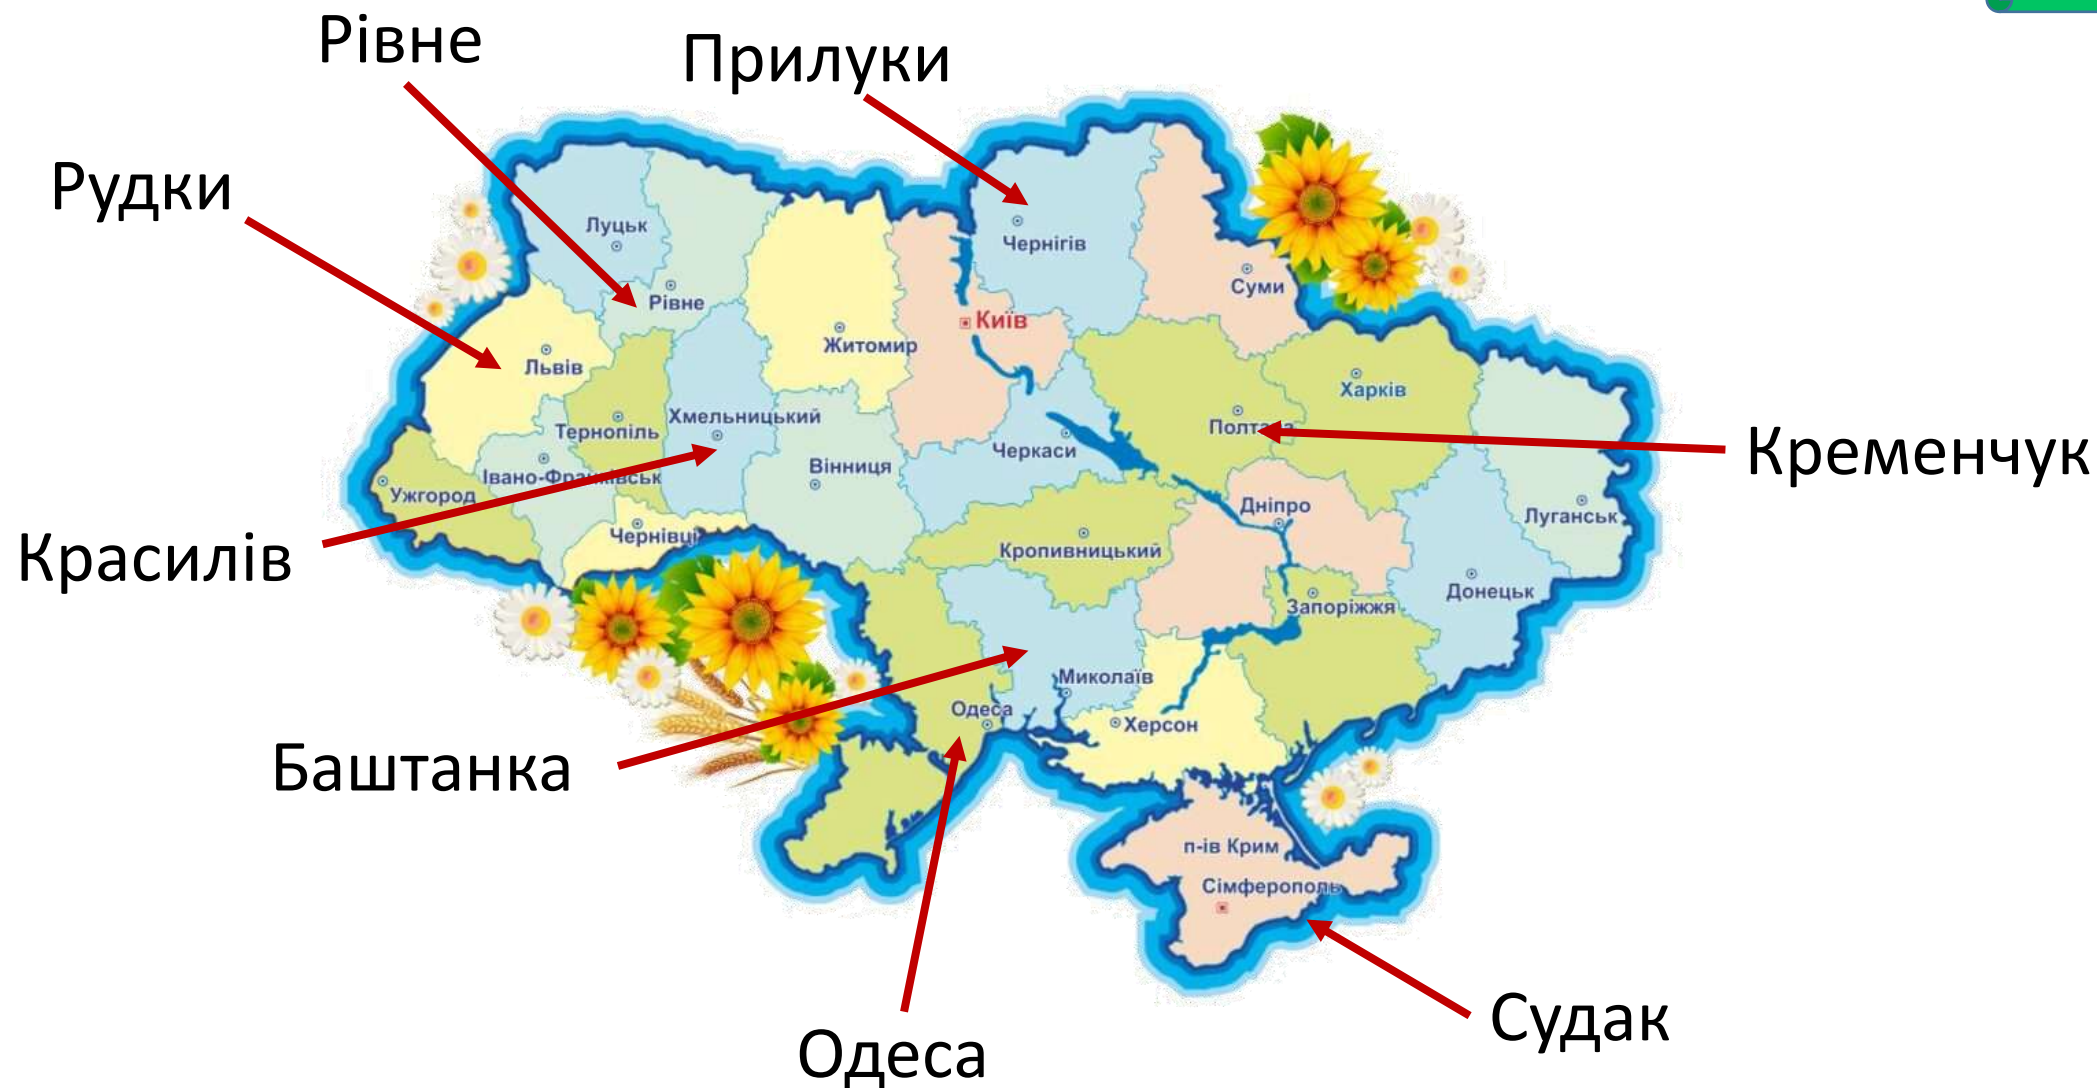 Рівне
Прилуки
Рудки
Луцьк
Чернігів
Суми
Рівне
Київ
Житомир
Львів
Харків
Хмельницький
Тернопіль
Полтава
Кременчук
Черкаси
Вінниця
Івано-Франківськ
Ужгород
Дніпро
Луганськ
Чернівці
Красилів
Кропивницький
Донецьк
Запоріжжя
Миколаїв
Одеса
Херсон
Баштанка
п-ів Крим
Сімферополь
Судак
Одеса